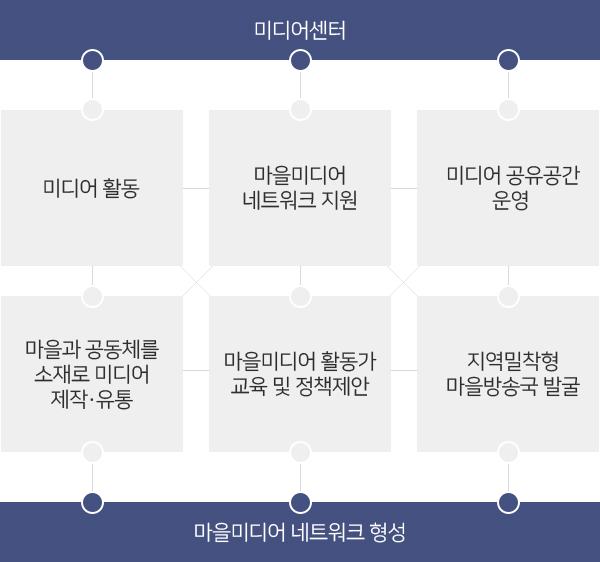 미디어센터
미디어 활동
마을미디어
네트워크 지원
미디어 공유공간
운영
마을과 공동체를
소재로 미디어
제작·유통
마을미디어 활동가
교육 및 정책제안
지역밀착형
마을방송국 발굴
마을미디어 네트워크 형성